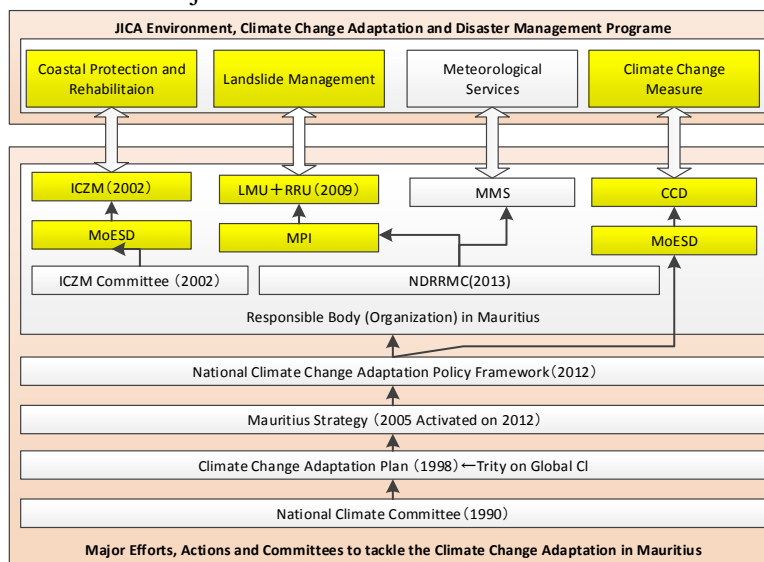 JICA Environment, Climate Change Adaptation and Disaster Management Programe
Coastal Protection and
Rehabilitaion
Landslide Management
Meteorological
Services
Climate Change
Measure
ICZM(2002)
LMU+RRU(2009)
MMS
CCD
MoESD
MPI
MoESD
ICZM Committee (2002)
NDRRMC(2013)
Responsible Body (Organization) in Mauritius
National Climate Change Adaptation Policy Framework(2012)
Mauritius Strategy (2005 Activated on 2012)
Climate Change Adaptation Plan (1998)←Trity on Global Cl
National Climate Committee(1990)
Major Efforts, Actions and Committees to tackle the Climate Change Adaptation in Mauritius